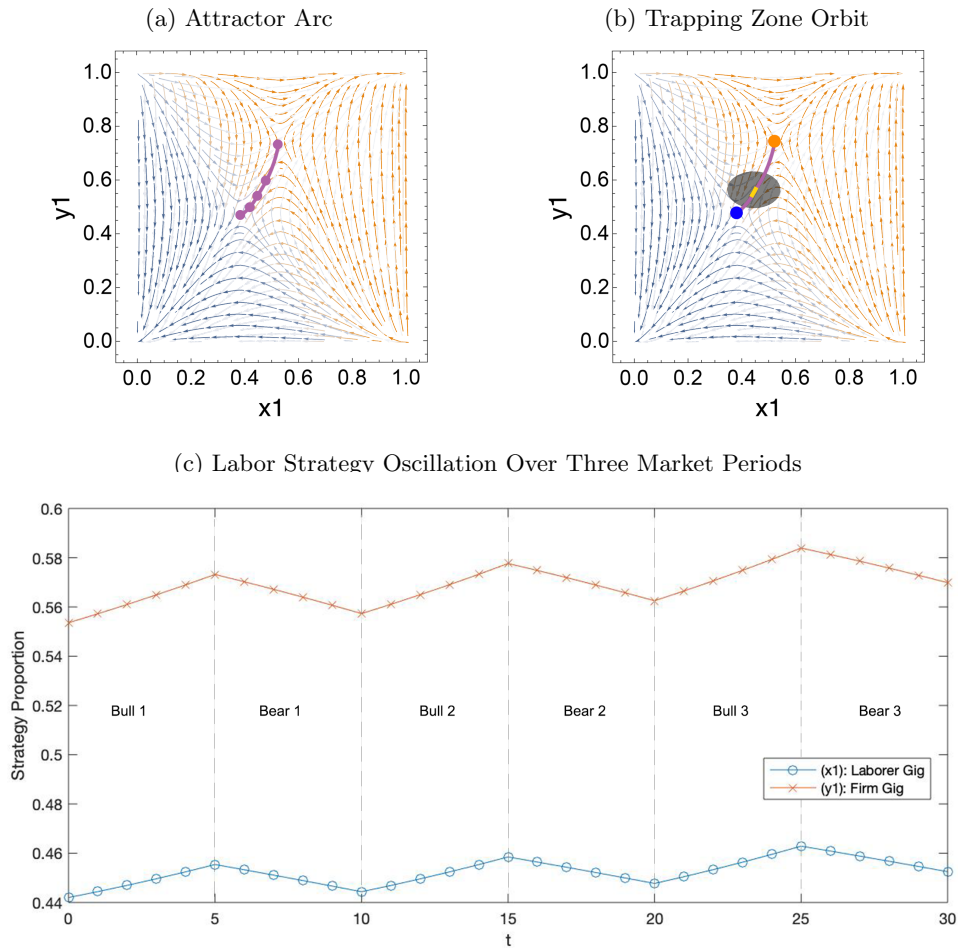 (a) Attractor Arc
(b) Trapping Zone Orbit
1.0
0.8
0.6
0.4
0.2
0.0
y1
0.0 0.2 0.4 0.6 0.8 1.0
x1
1.0
0.8
0.6
0.4
0.2
0.0
y1
0.0 0.2 0.4 0.6 0.8 1.0
x1
(c) Labor Strategy Oscillation Over Three Market Periods
0.6
0.58
0.56
0.54
0.52
0.5
0.48
0.46
0.44
Strategy Proportion
Bull 1 Bear 1 Bull 2 Bear 2 Bull 3 Bear 3
(x1): Laborer Gig
(y1): Firm Gig
0 5 10 15 20 25 30
t